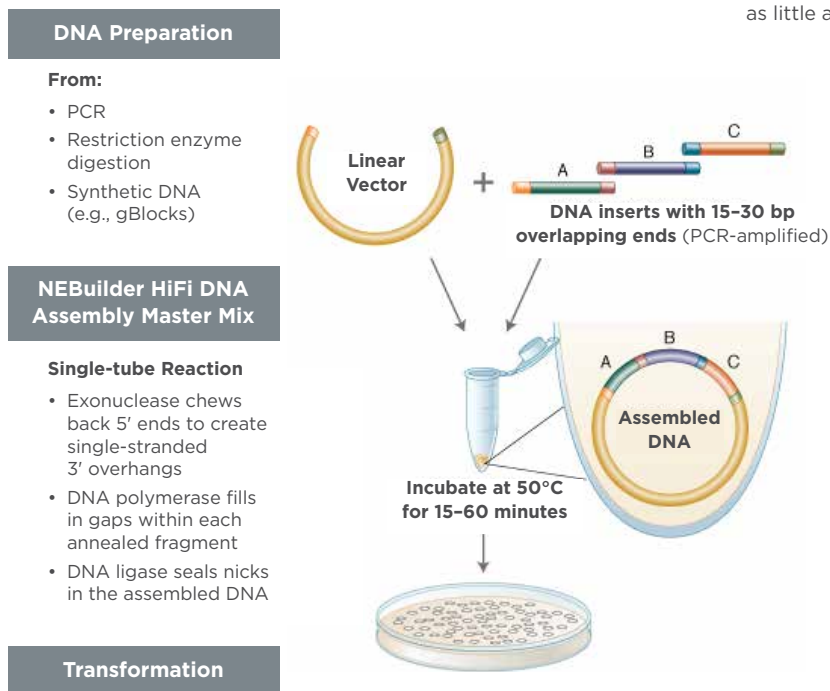 as little a
DNA Preparation
From:
• PCR
• Restriction enzyme
digestion
• Synthetic DNA
(e.g., gBlocks)
Linear
Vector
+
A
B
C
DNA inserts with 15–30 bp
overlapping ends (PCR-amplified)
NEBuilder HiFi DNA
Assembly Master Mix
Single-tube Reaction
• Exonuclease chews
back 5' ends to create
single-stranded
3' overhangs
• DNA polymerase fills
in gaps within each
annealed fragment
• DNA ligase seals nicks
in the assembled DNA
A
B
C
Assembled
DNA
Incubate at 50°C
for 15–60 minutes
Transformation